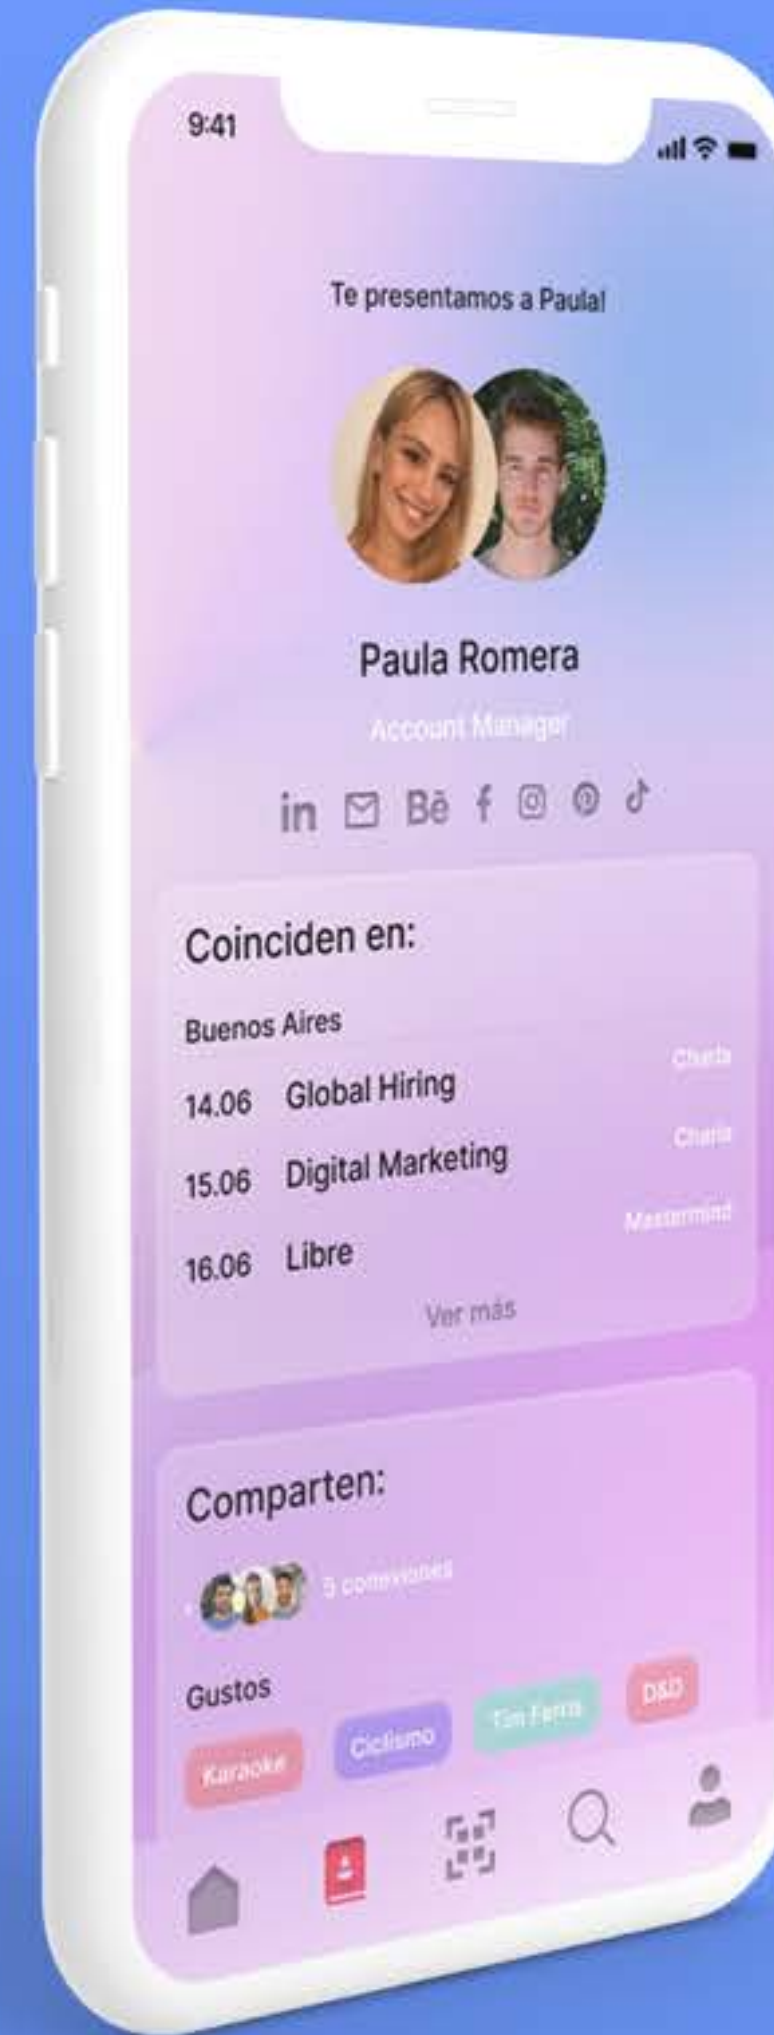 9:41
Te presentamos a Paula!
Paula Romera
Account Manager
in Bē f
Coinciden en:
Buenos Aires
14.06 Global Hiring Charla
15.06 Digital Marketing Charla
16.06 Libre Mastermind
Ver más
Comparten:
5 conexiones
Gustos
Karaoke Ciclismo Tim Ferris D&D